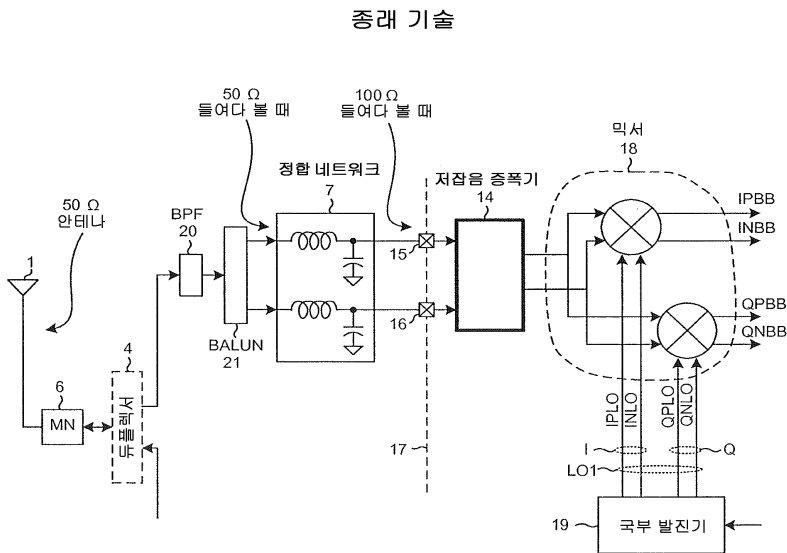 종래 기술
50 Ω
들여다 볼 때
100 Ω
들여다 볼 때
믹서
18
정합 네트워크
7
저잡음 증폭기
14
50 Ω
안테나
BPF
20
1
15
16
BALUN
21
4
듀플렉서
6
MN
17
IPBB
INBB
QPBB
QNBB
IPLO
INLO
QPLO
QNLO
I
Q
LO1
19
국부 발진기